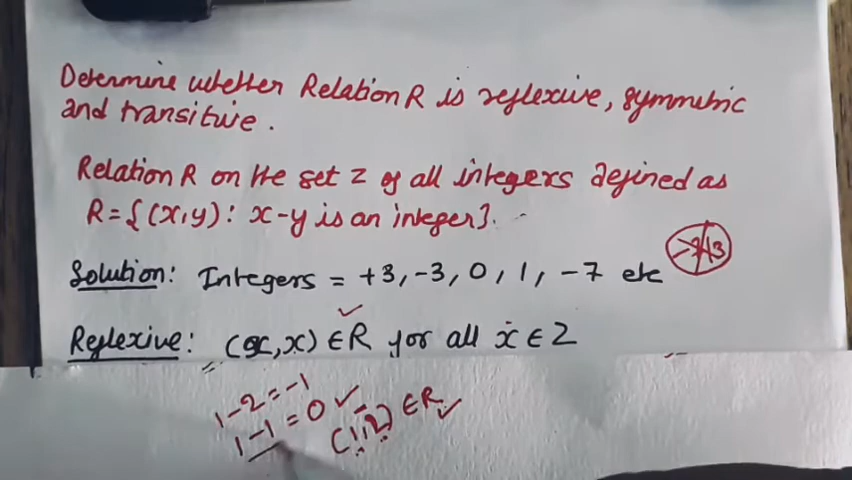 Determine whether Relation R is reflexive, symmetric
and transitive.
Relation R on the set Z of all integers defined as
R = {(x,y) : x-y is an integer}.
Solution: Integers = +3, -3, 0, 1, -7 etc
Reflexive: (x,x) ∈ R for all x ∈ Z
1-2 = -1
1-1 = 0 ✓
(1,2) ∈ R ✓